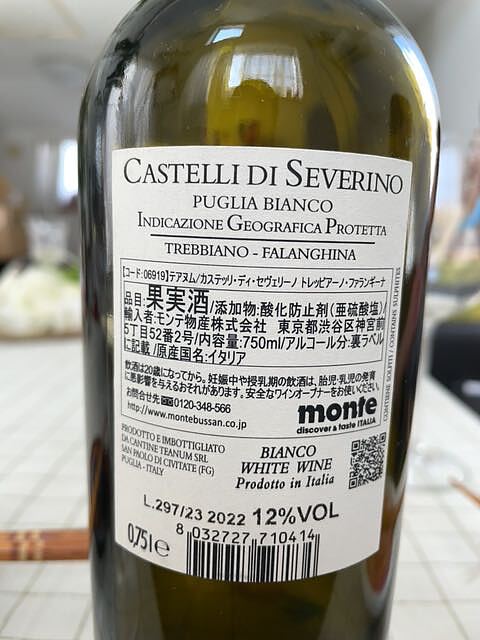 CASTELLI DI SEVERINO
PUGLIA BIANCO
INDICAZIONE GEOGRAFICA PROTETTA
TREBBIANO - FALANGHINA
【コード:06919】テアヌム/カステッリ・ディ・セヴェリーノ トレッビアーノ・ファランギーナ
品目:果実酒/添加物:酸化防止剤(亜硫酸塩)/
輸入者:モンテ物産株式会社 東京都渋谷区神宮前
5丁目52番2号/内容量:750ml/アルコール分:裏ラベル
に記載/原産国名:イタリア
飲酒は20歳になってから。妊娠中や授乳期の飲酒は、胎児・乳児の発育
に悪影響を与えるおそれがあります。安全なワインオープナーをお使いください。
お問合せ先 0120-348-566
http://www.montebussan.co.jp
monte
discover & taste ITALIA
CONTIENE SOLFITI / CONTAINS SULPHITES
PRODOTTO E IMBOTTIGLIATO
DA CANTINE TEANUM SRL
SAN PAOLO DI CIVITATE (FG)
PUGLIA - ITALY
BIANCO
WHITE WINE
Prodotto in Italia
L.297/23 2022 12%VOL
0,75l e
8 032727 710414